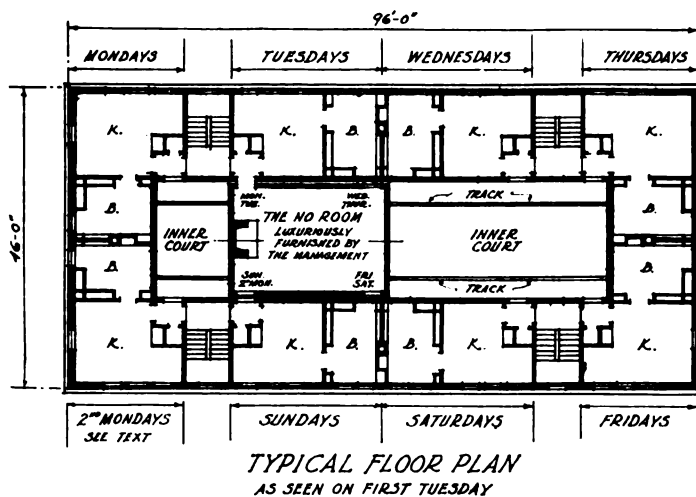 96'-0"
MONDAYS TUESDAYS WEDNESDAYS THURSDAYS
46'-0"
K. K. B. B. K. K.
MON. TUE. WED. THUR.
TRACK
B. B.
THE NO ROOM
LUXURIOUSLY
FURNISHED BY
THE MANAGEMENT
INNER
COURT
INNER
COURT
B. B.
SUN. 2ND MON. FRI. SAT.
TRACK
K. K. B. B. K. K.
2ND MONDAYS SUNDAYS SATURDAYS FRIDAYS
SEE TEXT
TYPICAL FLOOR PLAN
AS SEEN ON FIRST TUESDAY